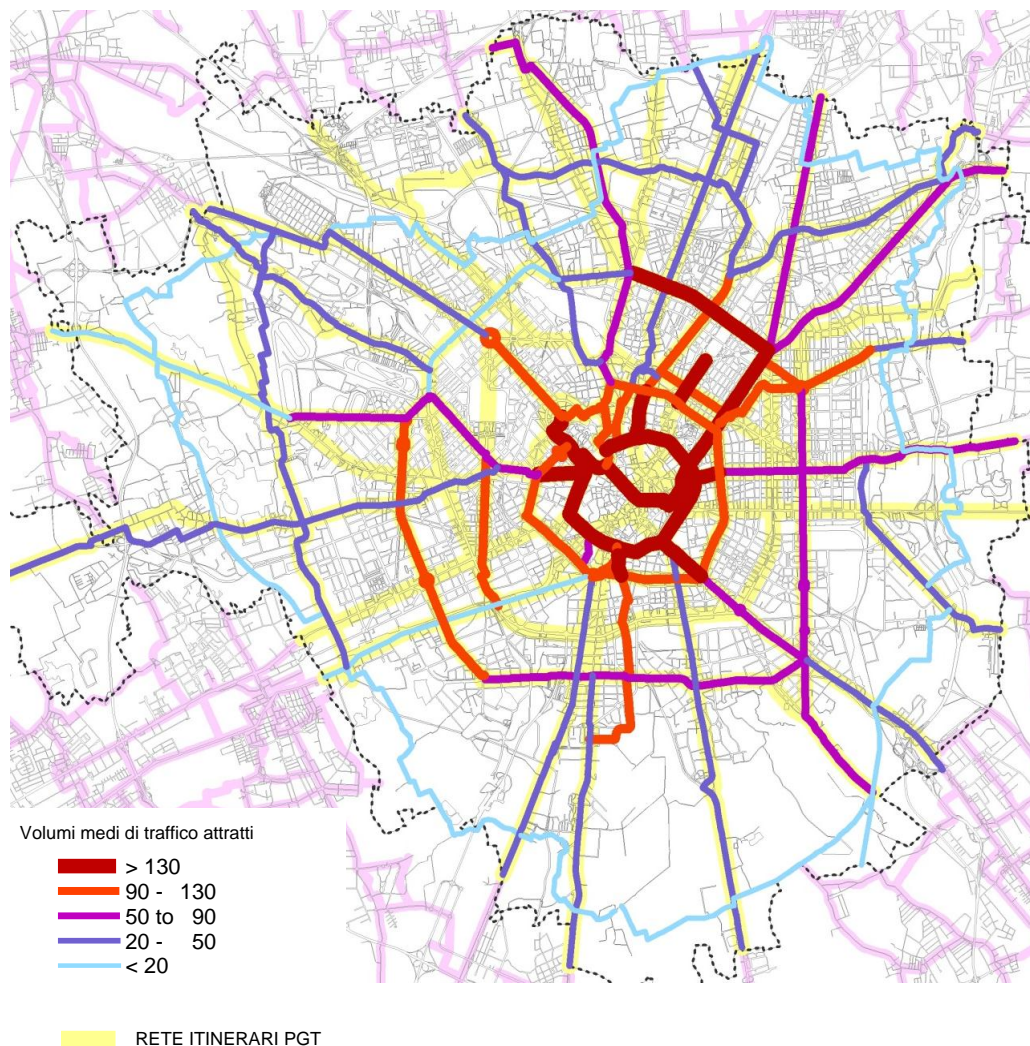 Volumi medi di traffico attratti
> 130
90 - 130
50 to 90
20 - 50
< 20
RETE ITINERARI PGT